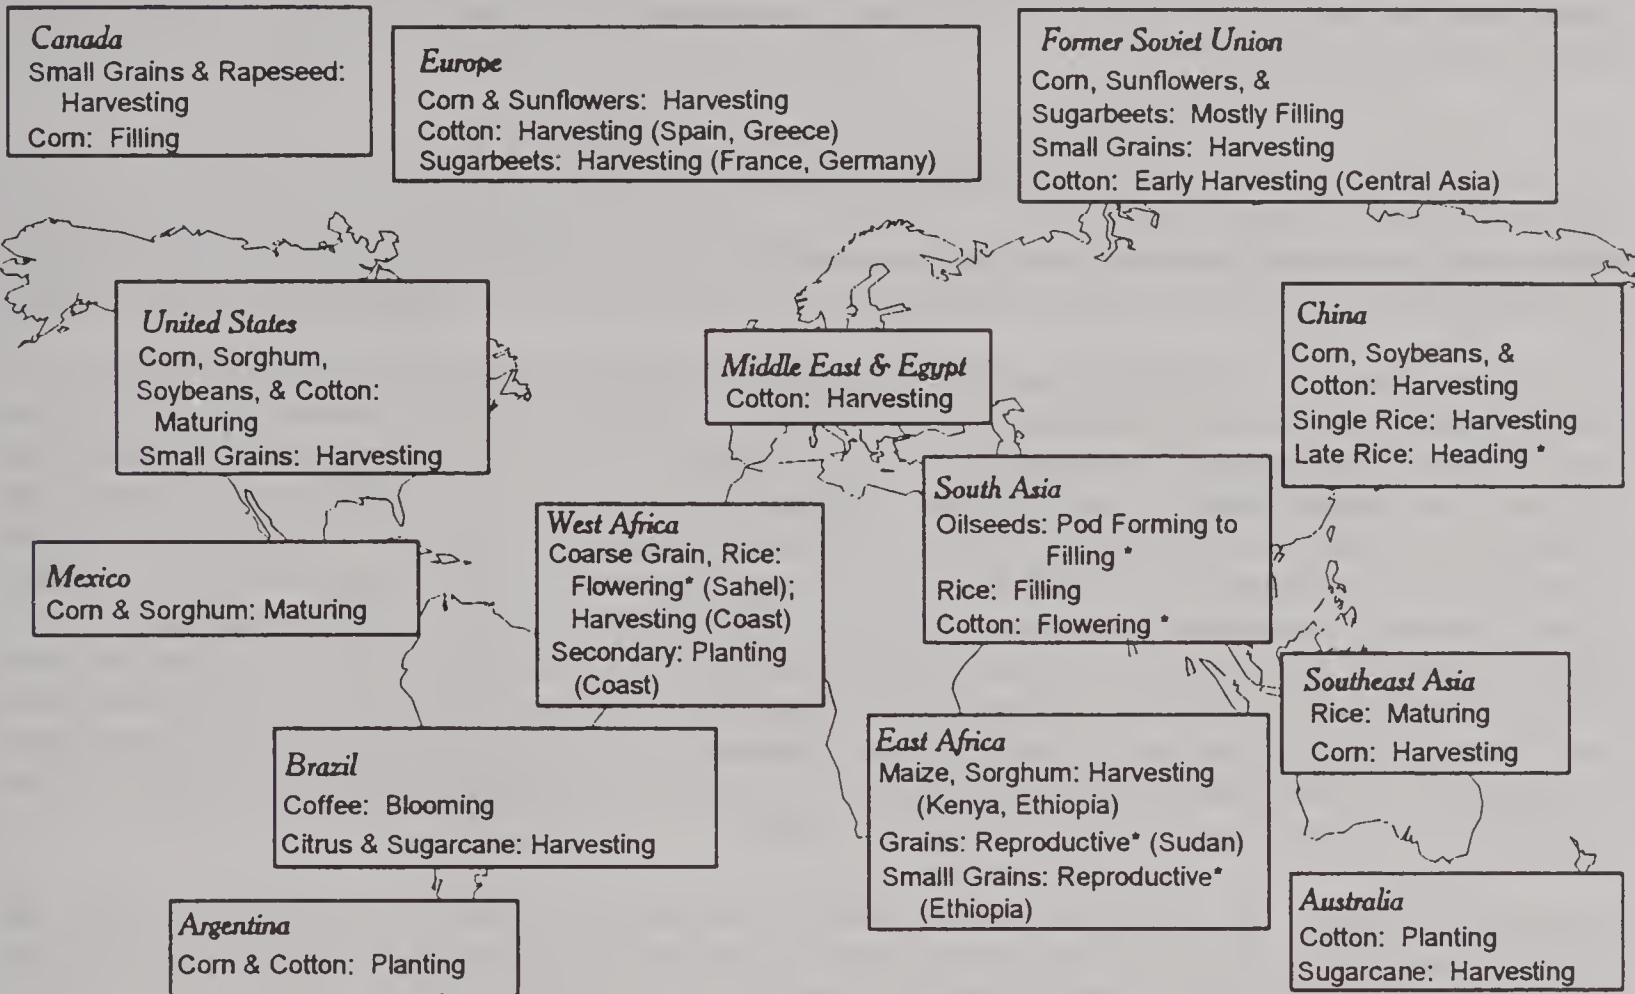 Canada
Small Grains & Rapeseed:
Harvesting
Corn: Filling
Europe
Corn & Sunflowers: Harvesting
Cotton: Harvesting (Spain, Greece)
Sugarbeets: Harvesting (France, Germany)
Former Soviet Union
Corn, Sunflowers, &
Sugarbeets: Mostly Filling
Small Grains: Harvesting
Cotton: Early Harvesting (Central Asia)
United States
Corn, Sorghum,
Soybeans, & Cotton:
Maturing
Small Grains: Harvesting
Middle East & Egypt
Cotton: Harvesting
China
Corn, Soybeans, &
Cotton: Harvesting
Single Rice: Harvesting
Late Rice: Heading *
Mexico
Corn & Sorghum: Maturing
West Africa
Coarse Grain, Rice:
Flowering* (Sahel);
Harvesting (Coast)
Secondary: Planting
(Coast)
South Asia
Oilseeds: Pod Forming to
Filling *
Rice: Filling
Cotton: Flowering *
Southeast Asia
Rice: Maturing
Corn: Harvesting
Brazil
Coffee: Blooming
Citrus & Sugarcane: Harvesting
East Africa
Maize, Sorghum: Harvesting
(Kenya, Ethiopia)
Grains: Reproductive* (Sudan)
Smalll Grains: Reproductive*
(Ethiopia)
Argentina
Corn & Cotton: Planting
Australia
Cotton: Planting
Sugarcane: Harvesting